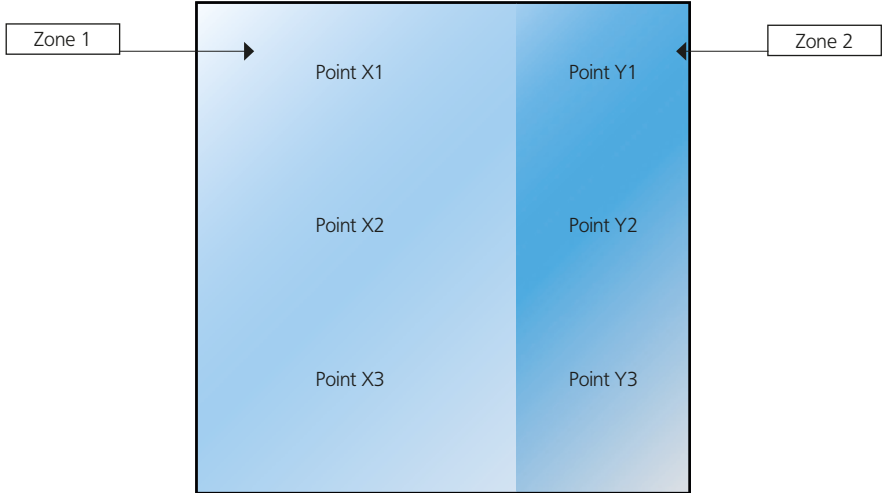 Zone 1
Zone 2
Point X1
Point Y1
Point X2
Point Y2
Point X3
Point Y3